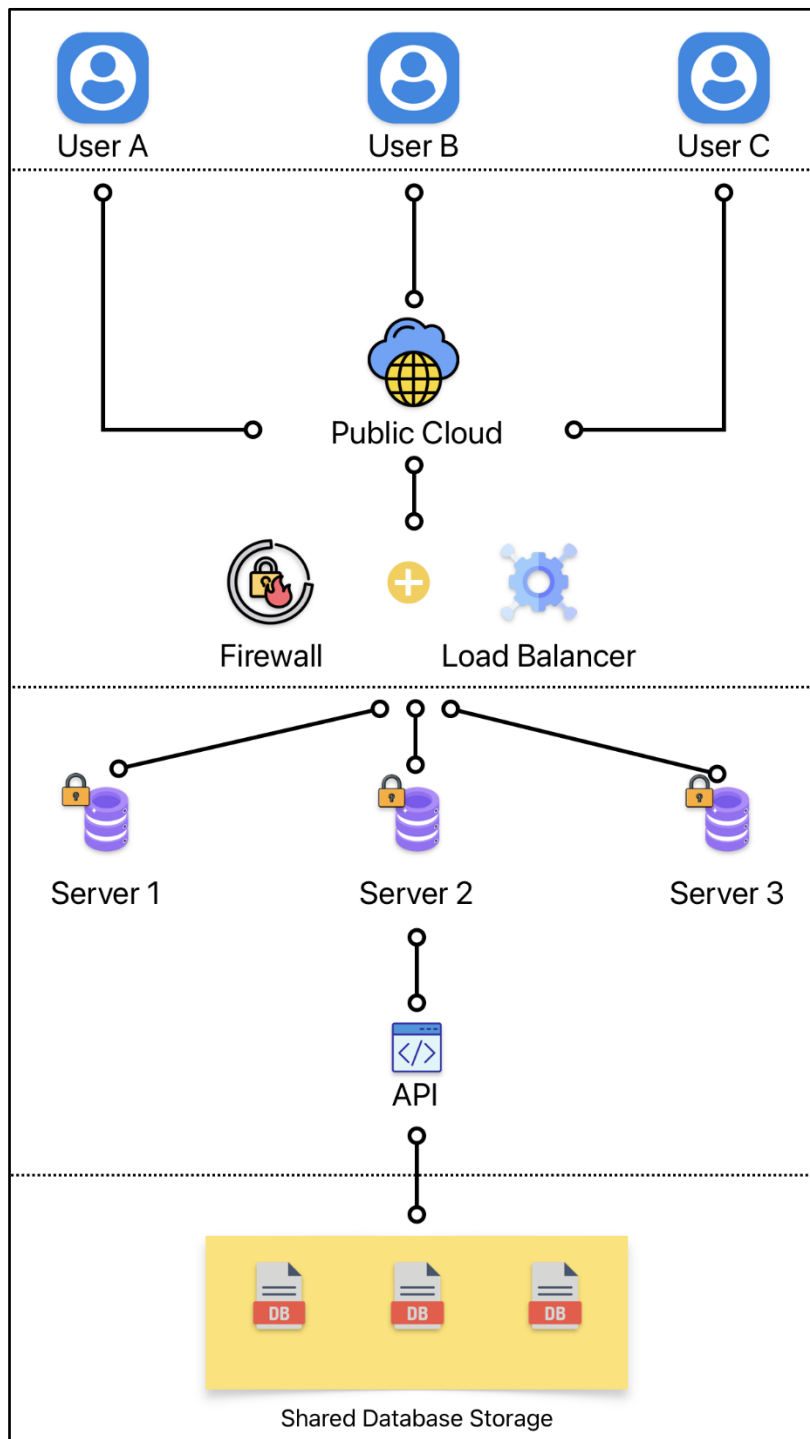 User A
User B
User C
Public Cloud
Firewall
Load Balancer
Server 1
Server 2
Server 3
</>
API
DB
DB
DB
Shared Database Storage